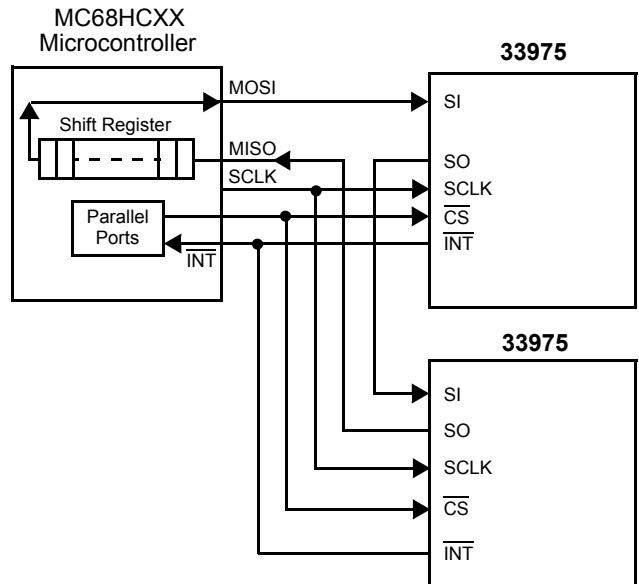 MC68HCXX
Microcontroller
33975
MOSI
SI
Shift Register
MISO
SO
SCLK
SCLK
Parallel
Ports
CS
INT
INT
33975
SI
SO
SCLK
CS
INT